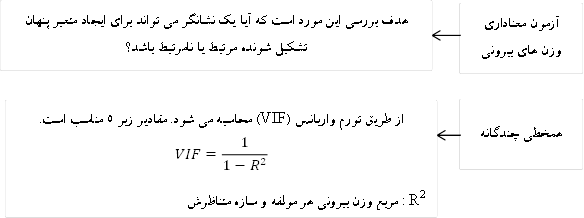 آزمون معناداری
وزن های بیرونی
هدف بررسی این مورد است که آیا یک نشانگر می تواند برای ایجاد متغیر پنهان
تشکیل شونده مرتبط یا نامرتبط باشد؟
همخطی چندگانه
از طریق تورم واریانس (VIF) محاسبه می شود. مقادیر زیر ۵ مناسب است.
VIF = 1 / (1 − R²)
R² : مربع وزن بیرونی هر مولفه و سازه متناظرش